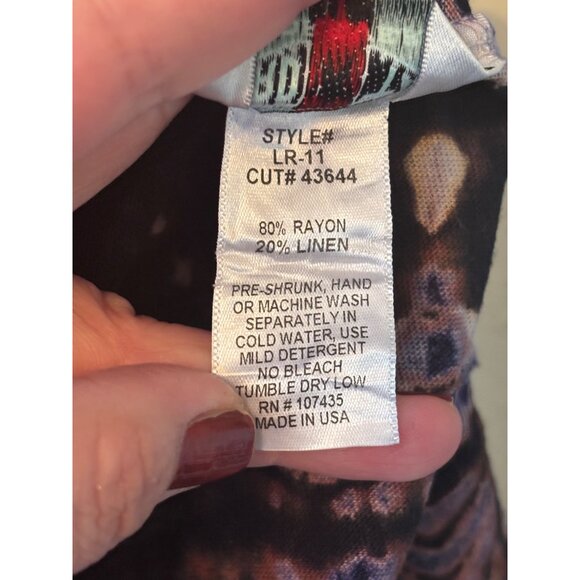 STYLE#
LR-11
CUT# 43644
80% RAYON
20% LINEN
PRE-SHRUNK, HAND
OR MACHINE WASH
SEPARATELY IN
COLD WATER, USE
MILD DETERGENT
NO BLEACH
TUMBLE DRY LOW
RN # 107435
MADE IN USA